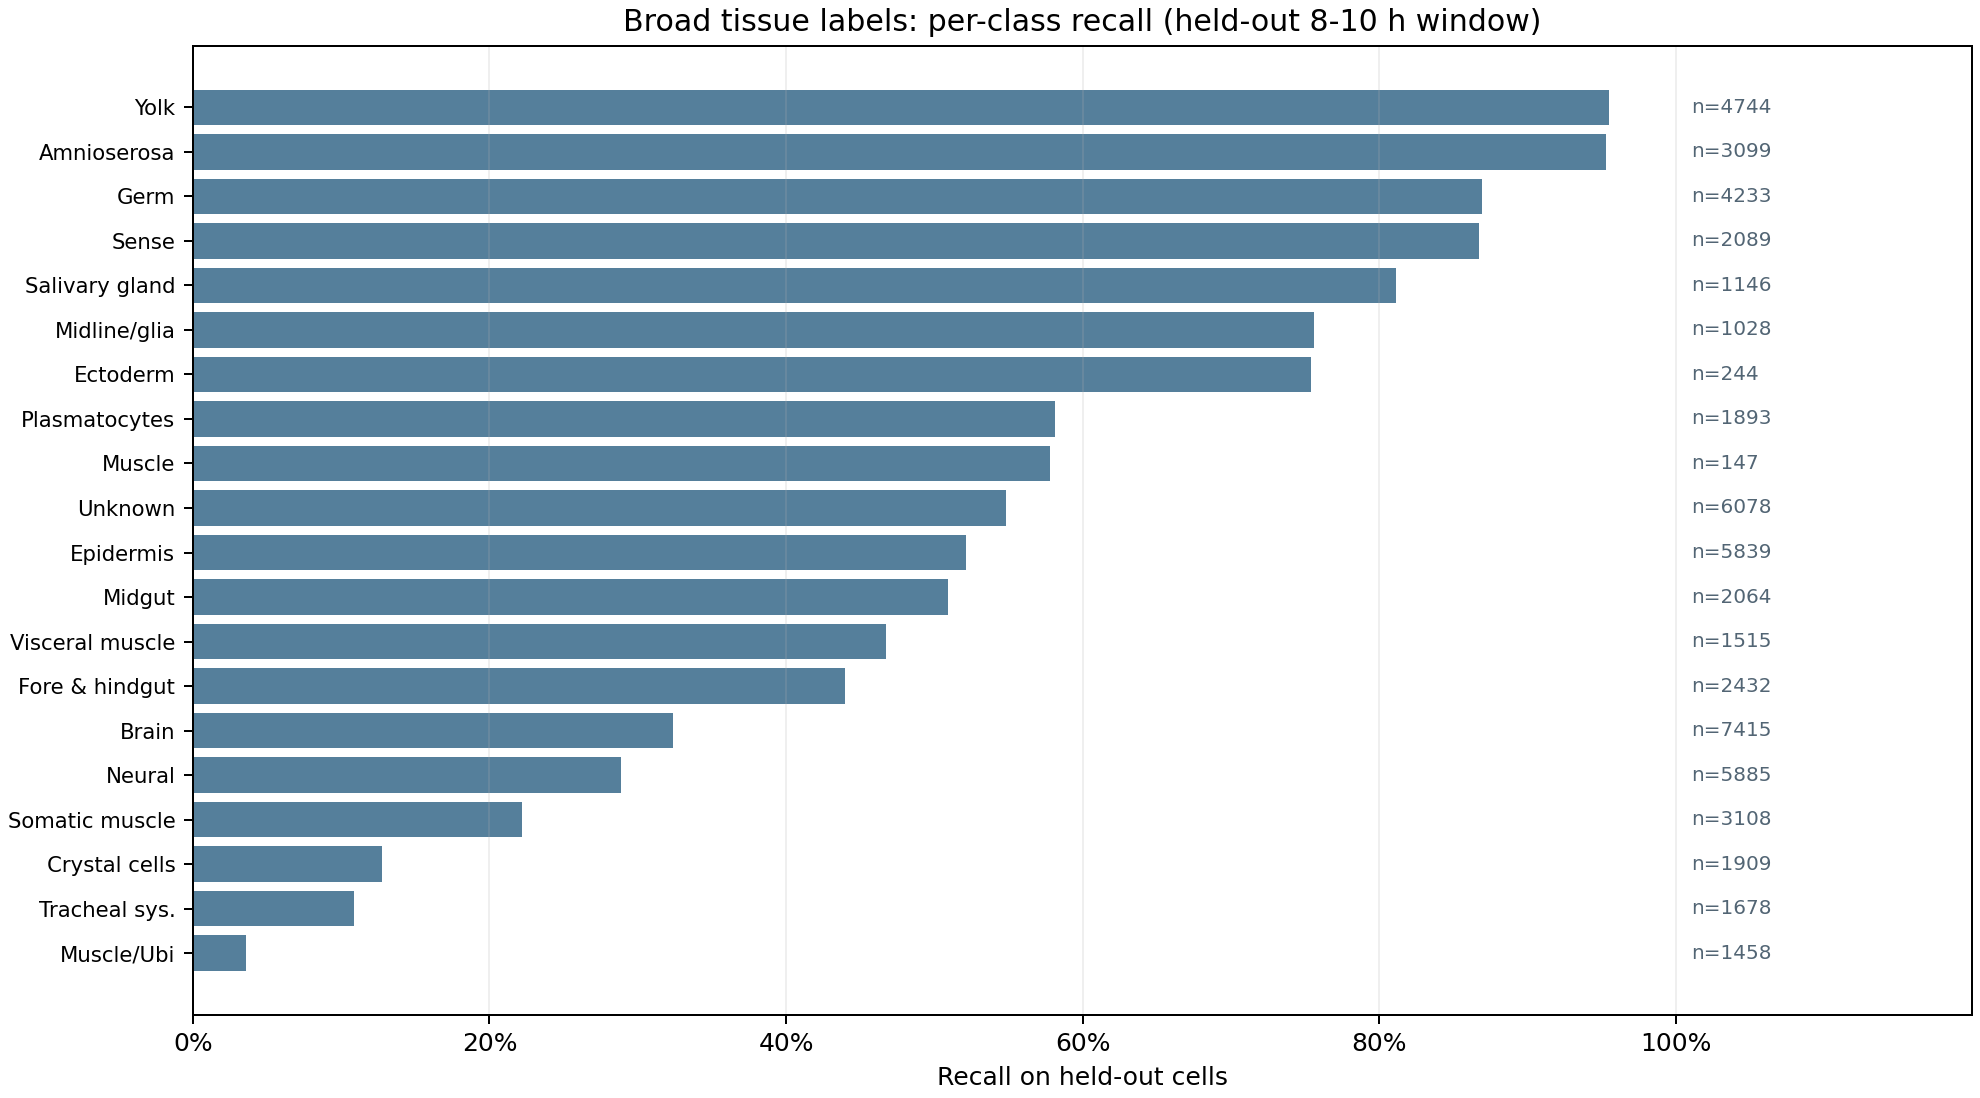 Broad tissue labels: per-class recall (held-out 8-10 h window)
Yolk n=4744
Amnioserosa n=3099
Germ n=4233
Sense n=2089
Salivary gland n=1146
Midline/glia n=1028
Ectoderm n=244
Plasmatocytes n=1893
Muscle n=147
Unknown n=6078
Epidermis n=5839
Midgut n=2064
Visceral muscle n=1515
Fore & hindgut n=2432
Brain n=7415
Neural n=5885
Somatic muscle n=3108
Crystal cells n=1909
Tracheal sys. n=1678
Muscle/Ubi n=1458
0% 20% 40% 60% 80% 100%
Recall on held-out cells